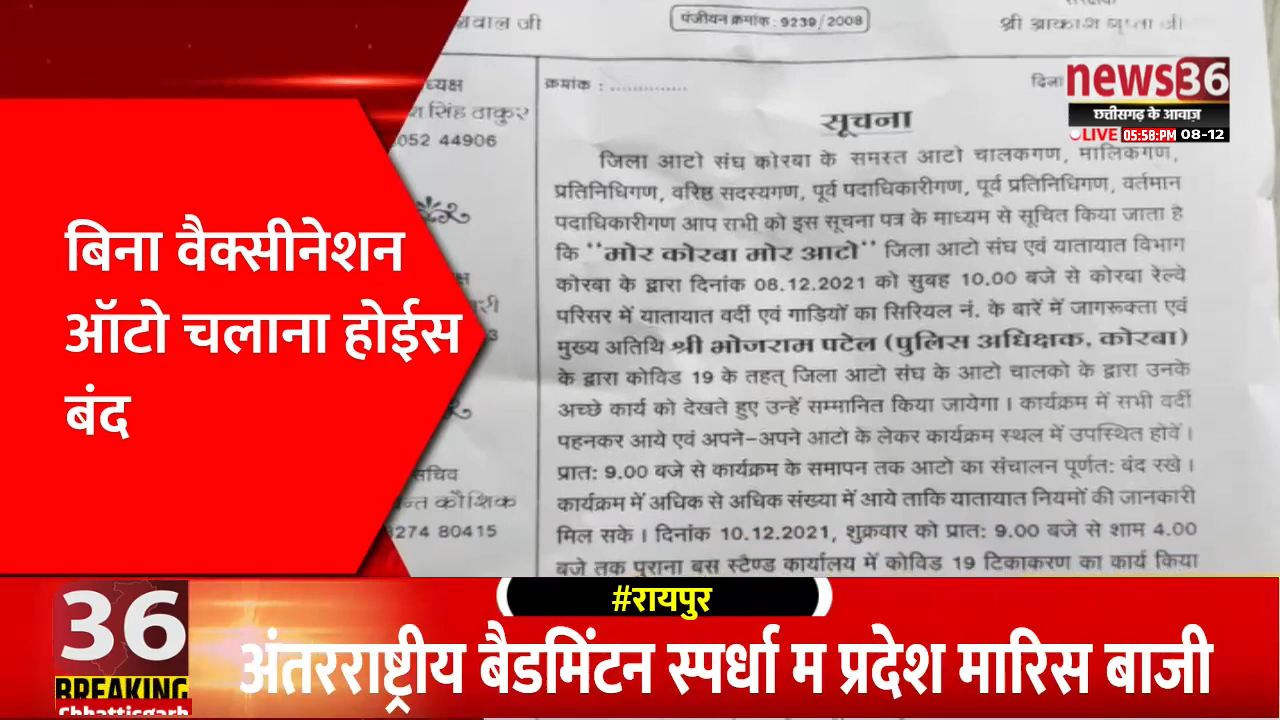 पंजीयन क्रमांक : 9239/2008
श्री आकाश गुप्ता जी
क्रमांक : ..............
news36
छत्तीसगढ़ के आवाज़
LIVE 05:58:PM 08-12
सिंह ठाकुर
052 44906
सूचना
जिला आटो संघ कोरबा के समस्त आटो चालकगण, मालिकगण,
प्रतिनिधिगण, वरिष्ठ सदस्यगण, पूर्व पदाधिकारीगण, पूर्व प्रतिनिधिगण, वर्तमान
पदाधिकारीगण आप सभी को इस सूचना पत्र के माध्यम से सूचित किया जाता है
कि "मोर कोरबा मोर आटो" जिला आटो संघ एवं यातायात विभाग
कोरबा के द्वारा दिनांक 08.12.2021 को सुबह 10.00 बजे से कोरबा रेल्वे
परिसर में यातायात वर्दी एवं गाड़ियों का सिरियल नं. के बारें में जागरूक्ता एवं
मुख्य अतिथि श्री भोजराम पटेल (पुलिस अधिक्षक, कोरबा)
के द्वारा कोविड 19 के तहत् जिला आटो संघ के आटो चालको के द्वारा उनके
अच्छे कार्य को देखते हुए उन्हें सम्मानित किया जायेगा । कार्यक्रम में सभी वर्दी
पहनकर आये एवं अपने-अपने आटो के लेकर कार्यक्रम स्थल में उपस्थित होवें ।
प्रात: 9.00 बजे से कार्यक्रम के समापन तक आटो का संचालन पूर्णत: बंद रखे ।
कार्यक्रम में अधिक से अधिक संख्या में आये ताकि यातायात नियमों की जानकारी
मिल सके । दिनांक 10.12.2021, शुक्रवार को प्रात: 9.00 बजे से शाम 4.00
बजे तक पुराना बस स्टैण्ड कार्यालय में कोविड 19 टिकाकरण का कार्य किया
सचिव
कौशिक
274 80415
बिना वैक्सीनेशन
ऑटो चलाना होईस
बंद
#रायपुर
36
BREAKING
Chhattisgarh
अंतरराष्ट्रीय बैडमिंटन स्पर्धा म प्रदेश मारिस बाजी